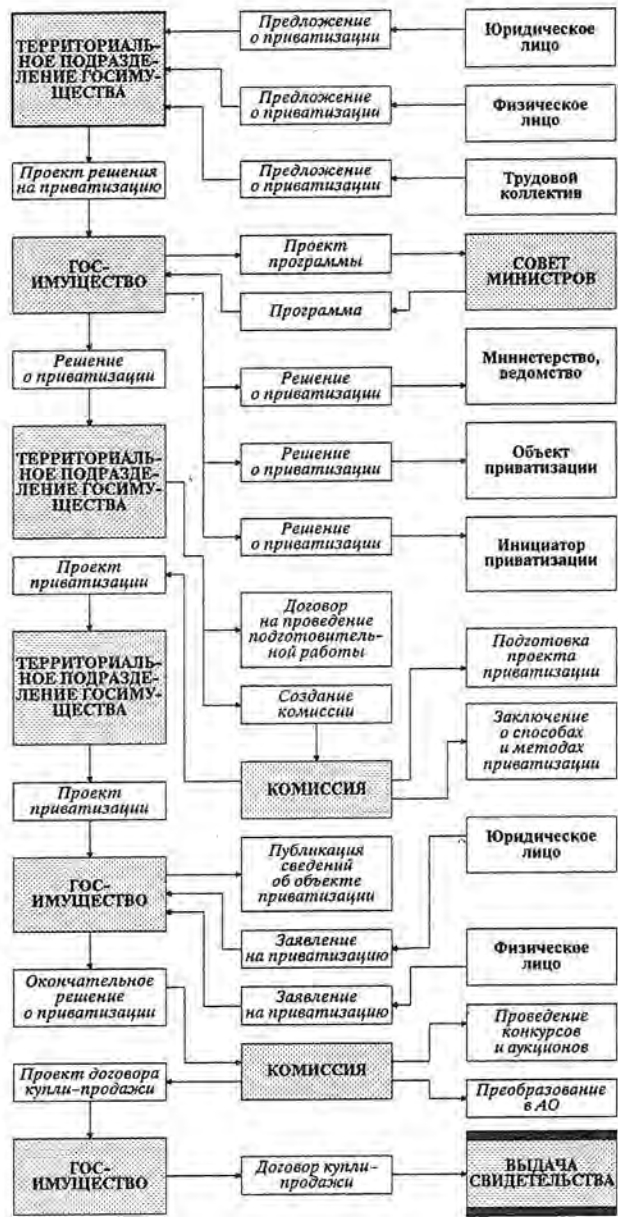 ТЕРРИТОРИАЛЬ-
НОЕ ПОДРАЗДЕ-
ЛЕНИЕ ГОСИМУ-
ЩЕСТВА
Предложение
о приватизации
Юридическое
лицо
Предложение
о приватизации
Физическое
лицо
Проект решения
на приватизацию
Предложение
о приватизации
Трудовой
коллектив
ГОС-
ИМУЩЕСТВО
Проект
программы
СОВЕТ
МИНИСТРОВ
Программа
Решение
о приватизации
Решение
о приватизации
Министерство,
ведомство
ТЕРРИТОРИАЛЬ-
НОЕ ПОДРАЗДЕ-
ЛЕНИЕ ГОСИМУ-
ЩЕСТВА
Решение
о приватизации
Объект
приватизации
Решение
о приватизации
Инициатор
приватизации
Проект
приватизации
Договор
на проведение
подготовитель-
ной работы
ТЕРРИТОРИАЛЬ-
НОЕ ПОДРАЗДЕ-
ЛЕНИЕ ГОСИМУ-
ЩЕСТВА
Подготовка
проекта
приватизации
Создание
комиссии
Заключение
о способах
и методах
приватизации
Проект
приватизации
КОМИССИЯ
Юридическое
лицо
ГОС-
ИМУЩЕСТВО
Публикация
сведений
об объекте
приватизации
Заявление
на приватизацию
Физическое
лицо
Окончательное
решение
о приватизации
Заявление
на приватизацию
Проведение
конкурсов
и аукционов
КОМИССИЯ
Проект договора
купли-продажи
Преобразование
в АО
ГОС-
ИМУЩЕСТВО
Договор купли-
продажи
ВЫДАЧА
СВИДЕТЕЛЬСТВА